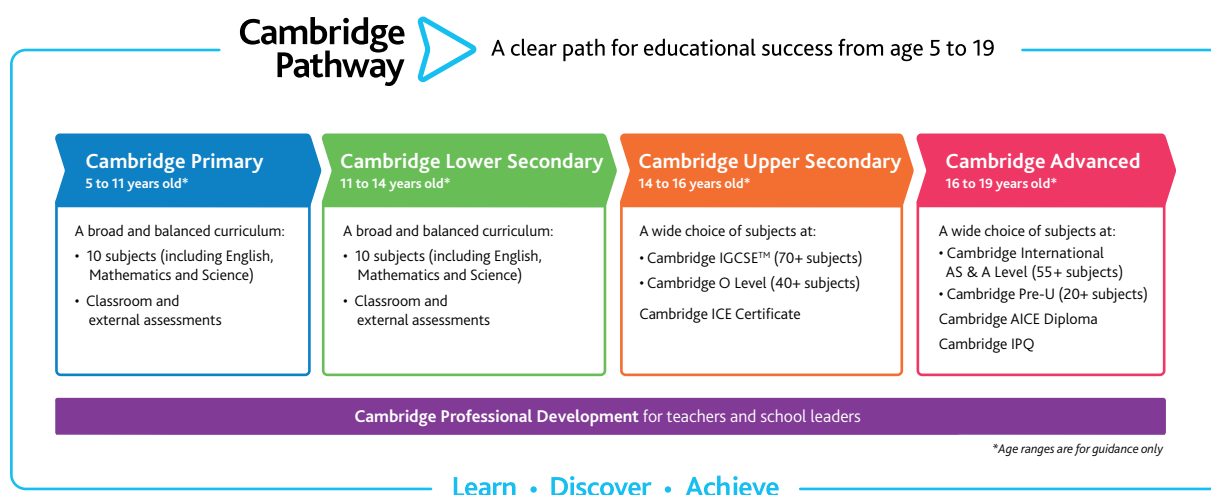 Cambridge
Pathway
A clear path for educational success from age 5 to 19
Cambridge Primary
5 to 11 years old*
A broad and balanced curriculum:
• 10 subjects (including English,
Mathematics and Science)
• Classroom and
external assessments
Cambridge Lower Secondary
11 to 14 years old*
A broad and balanced curriculum:
• 10 subjects (including English,
Mathematics and Science)
• Classroom and
external assessments
Cambridge Upper Secondary
14 to 16 years old*
A wide choice of subjects at:
• Cambridge IGCSE™ (70+ subjects)
• Cambridge O Level (40+ subjects)
Cambridge ICE Certificate
Cambridge Advanced
16 to 19 years old*
A wide choice of subjects at:
• Cambridge International
AS & A Level (55+ subjects)
• Cambridge Pre-U (20+ subjects)
Cambridge AICE Diploma
Cambridge IPQ
Cambridge Professional Development for teachers and school leaders
*Age ranges are for guidance only
Learn • Discover • Achieve